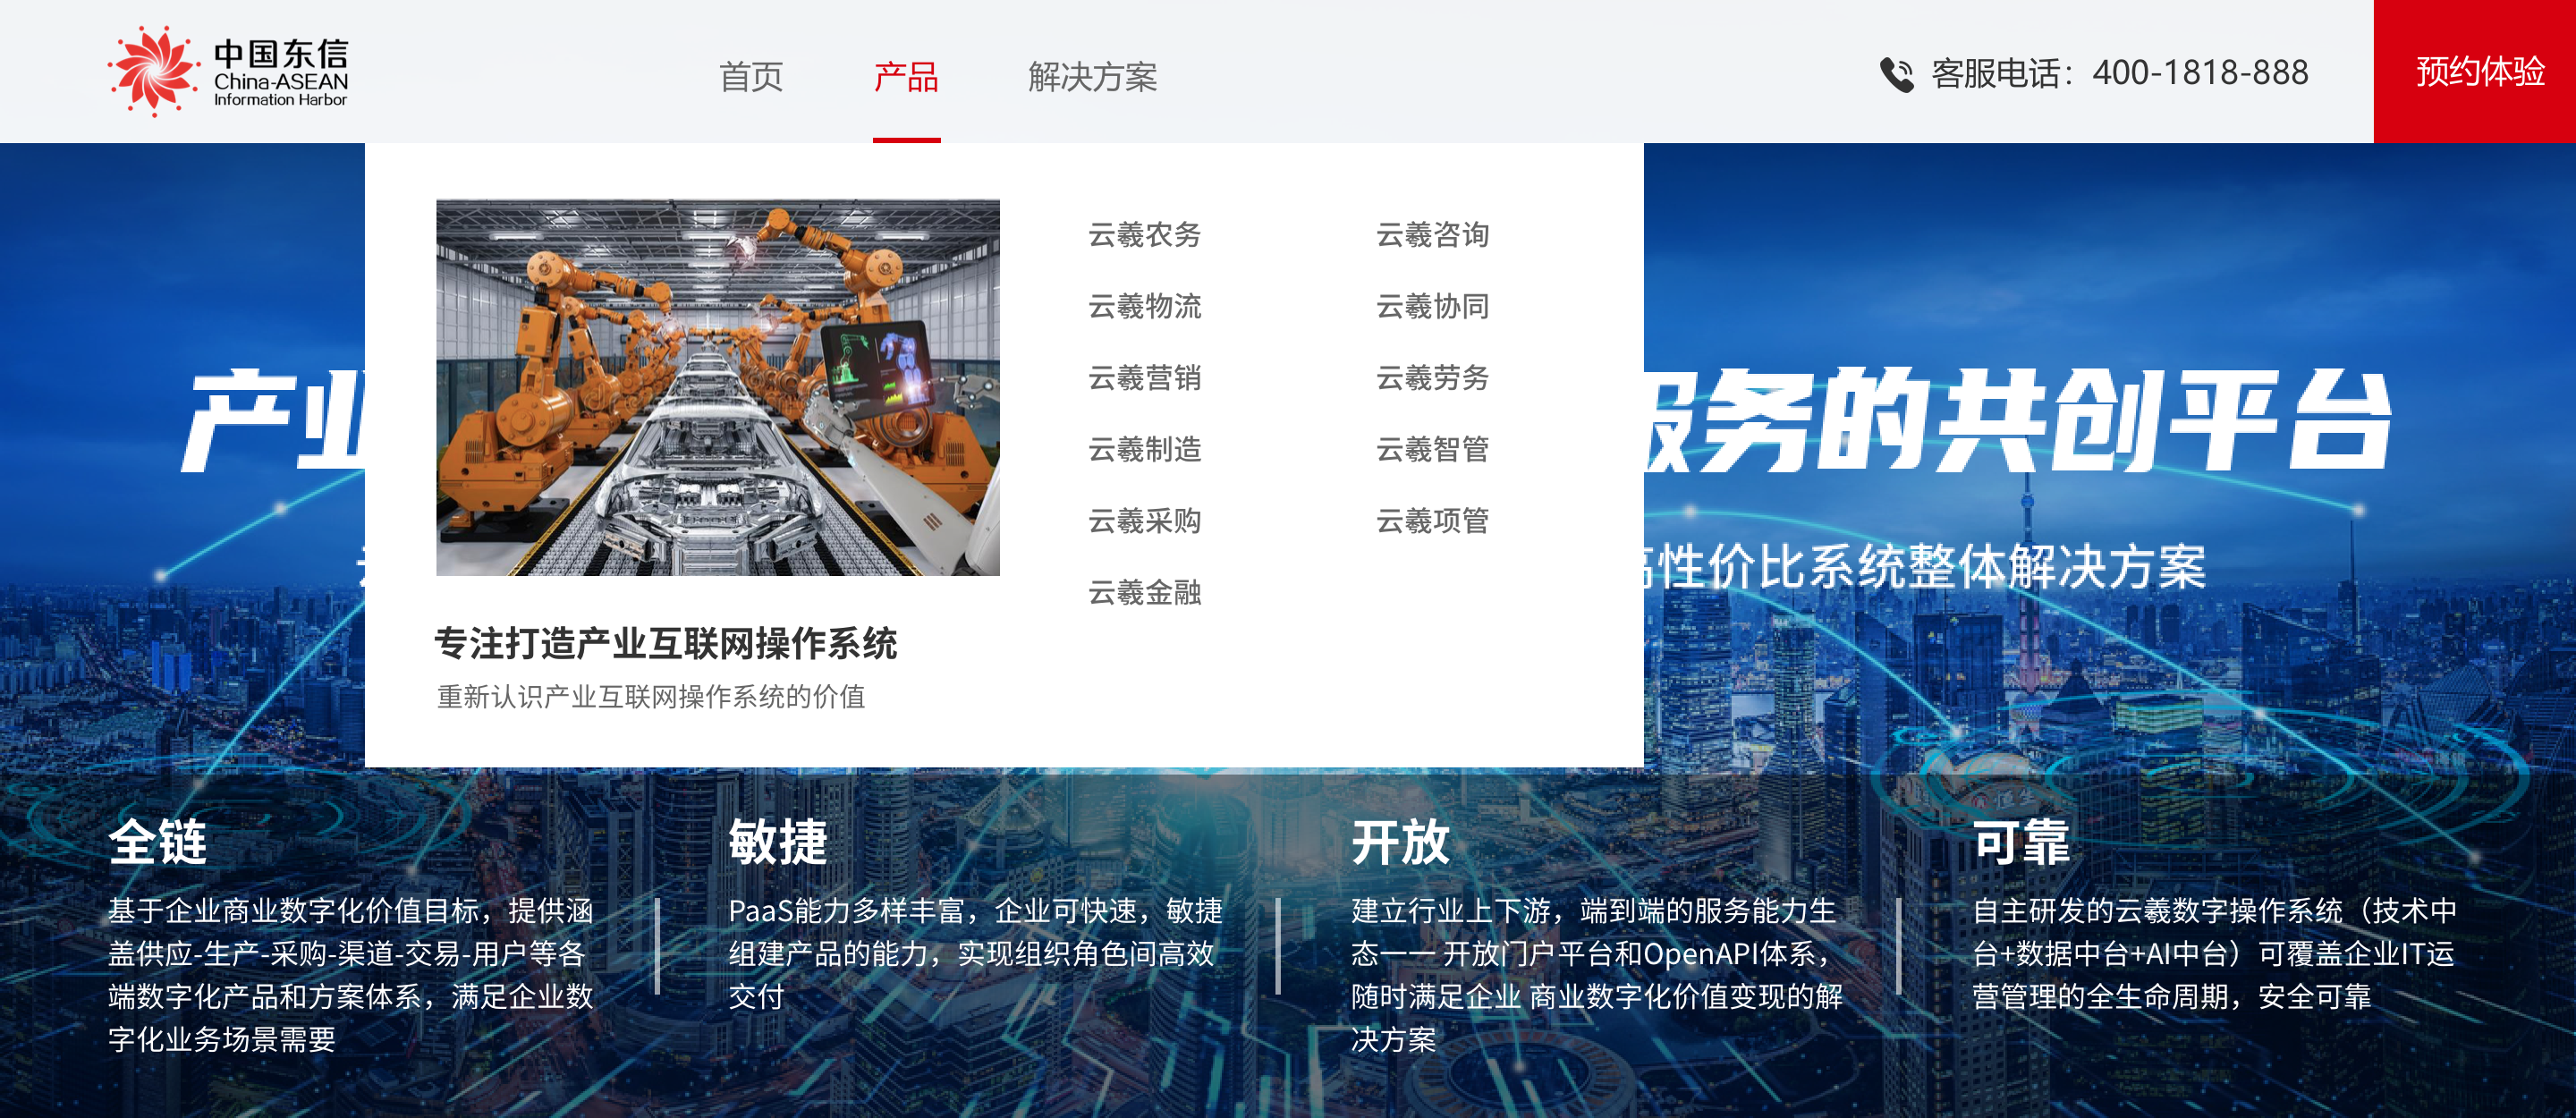 中国东信
China-ASEAN
Information Harbor
首页
产品
解决方案
客服电话：400-1818-888
预约体验
云羲农务
云羲咨询
云羲物流
云羲协同
云羲营销
云羲劳务
云羲制造
云羲智管
云羲采购
云羲项管
云羲金融
专注打造产业互联网操作系统
重新认识产业互联网操作系统的价值
产业
服务的共创平台
高性价比系统整体解决方案
全链
基于企业商业数字化价值目标，提供涵
盖供应-生产-采购-渠道-交易-用户等各
端数字化产品和方案体系，满足企业数
字化业务场景需要
敏捷
PaaS能力多样丰富，企业可快速，敏捷
组建产品的能力，实现组织角色间高效
交付
开放
建立行业上下游，端到端的服务能力生
态一一 开放门户平台和OpenAPI体系，
随时满足企业 商业数字化价值变现的解
决方案
可靠
自主研发的云羲数字操作系统（技术中
台+数据中台+AI中台）可覆盖企业IT运
营管理的全生命周期，安全可靠
恒生